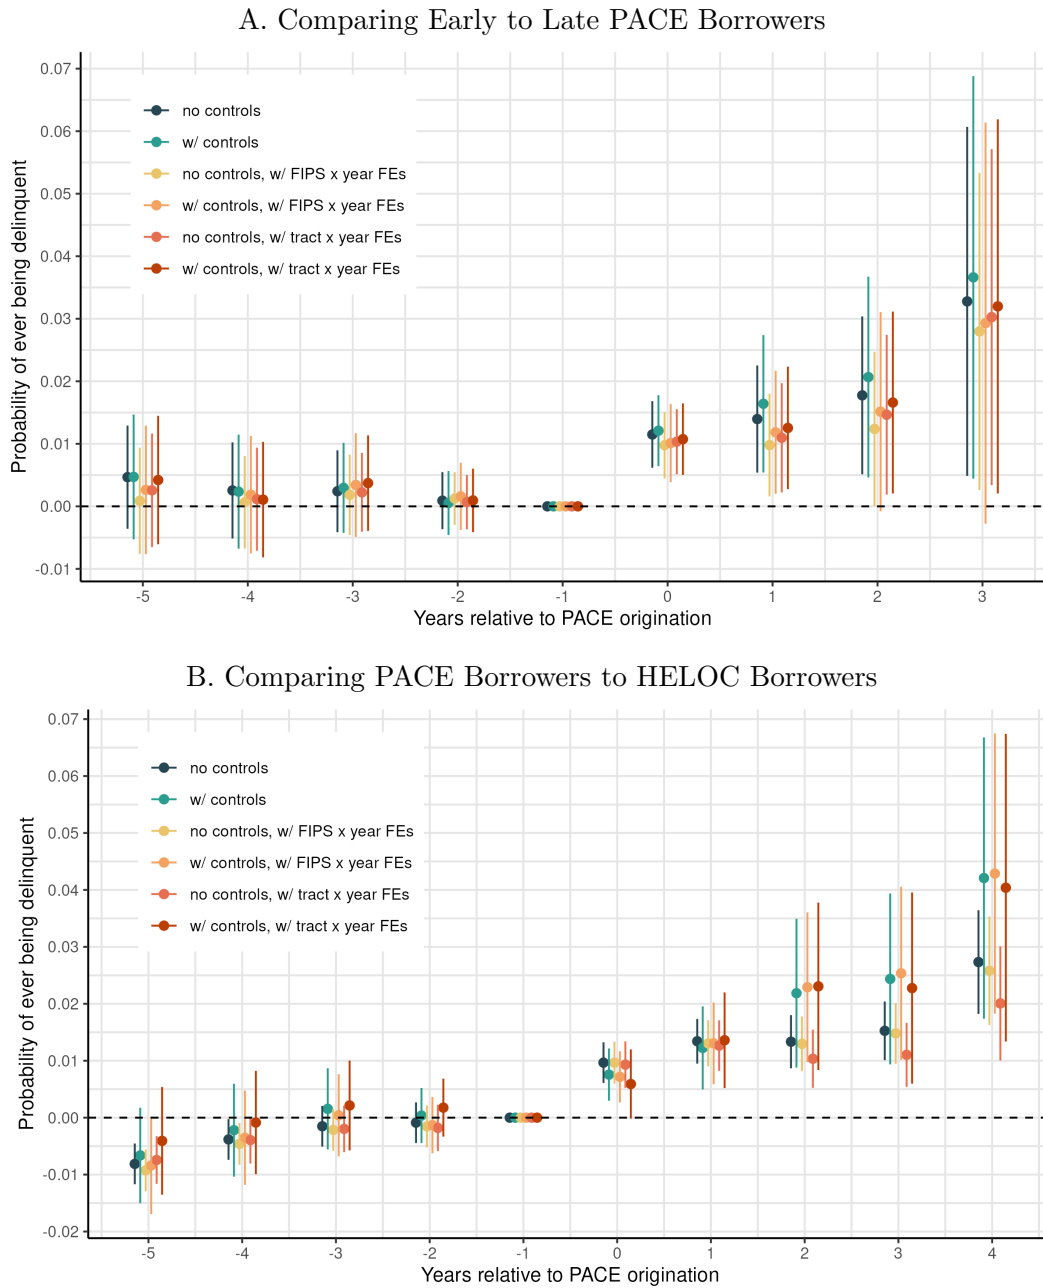 A. Comparing Early to Late PACE Borrowers
Probability of ever being delinquent
0.07
0.06
0.05
0.04
0.03
0.02
0.01
0.00
-0.01
no controls
w/ controls
no controls, w/ FIPS x year FEs
w/ controls, w/ FIPS x year FEs
no controls, w/ tract x year FEs
w/ controls, w/ tract x year FEs
-5 -4 -3 -2 -1 0 1 2 3
Years relative to PACE origination
B. Comparing PACE Borrowers to HELOC Borrowers
Probability of ever being delinquent
0.07
0.06
0.05
0.04
0.03
0.02
0.01
0.00
-0.01
-0.02
no controls
w/ controls
no controls, w/ FIPS x year FEs
w/ controls, w/ FIPS x year FEs
no controls, w/ tract x year FEs
w/ controls, w/ tract x year FEs
-5 -4 -3 -2 -1 0 1 2 3 4
Years relative to PACE origination